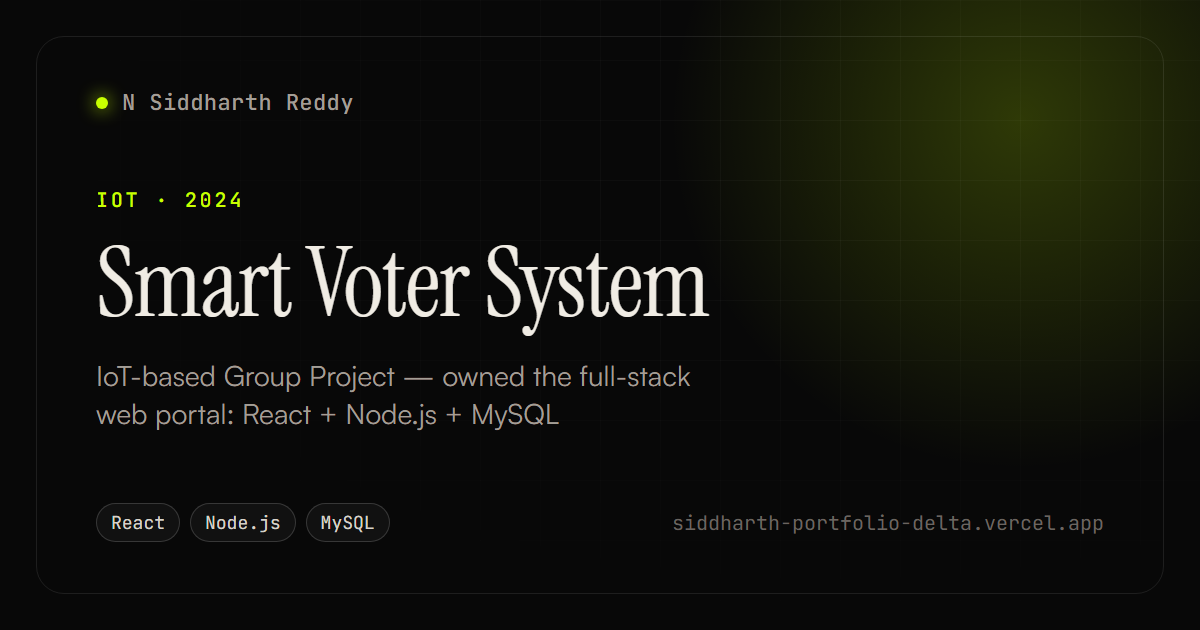 N Siddharth Reddy
IOT · 2024
Smart Voter System
IoT-based Group Project — owned the full-stack
web portal: React + Node.js + MySQL
React Node.js MySQL siddharth-portfolio-delta.vercel.app